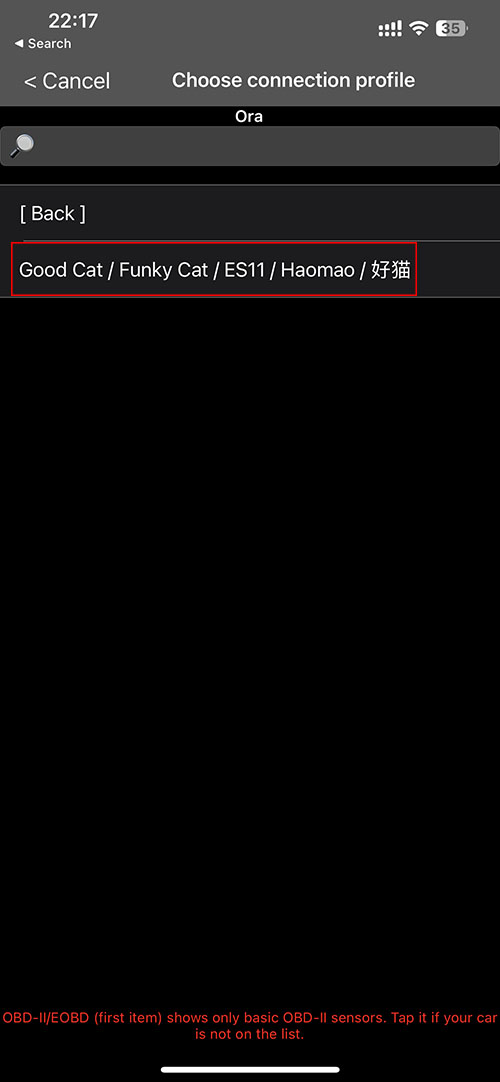 22:17
35
◀ Search
< Cancel
Choose connection profile
Ora
[ Back ]
Good Cat / Funky Cat / ES11 / Haomao / 好猫
OBD-II/EOBD (first item) shows only basic OBD-II sensors. Tap it if your car
is not on the list.